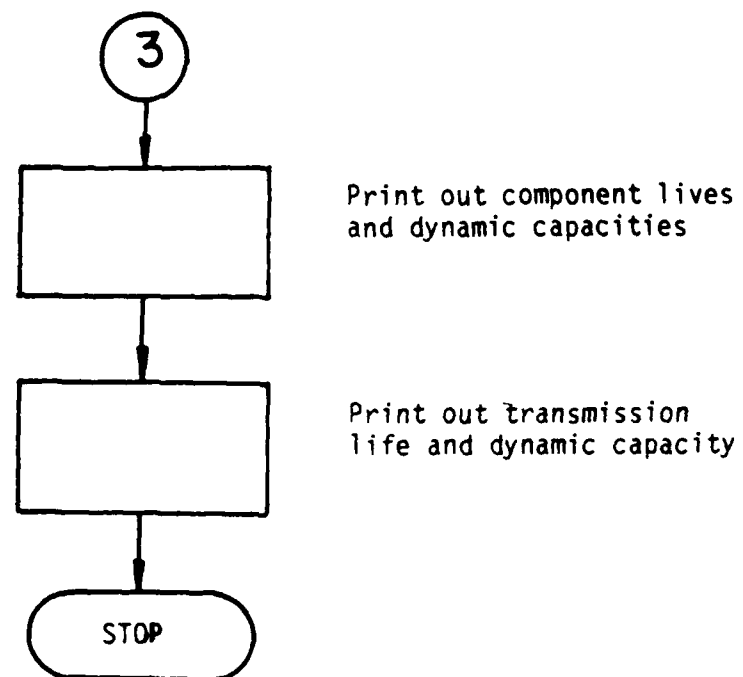 3
Print out component lives
and dynamic capacities
Print out transmission
life and dynamic capacity
STOP